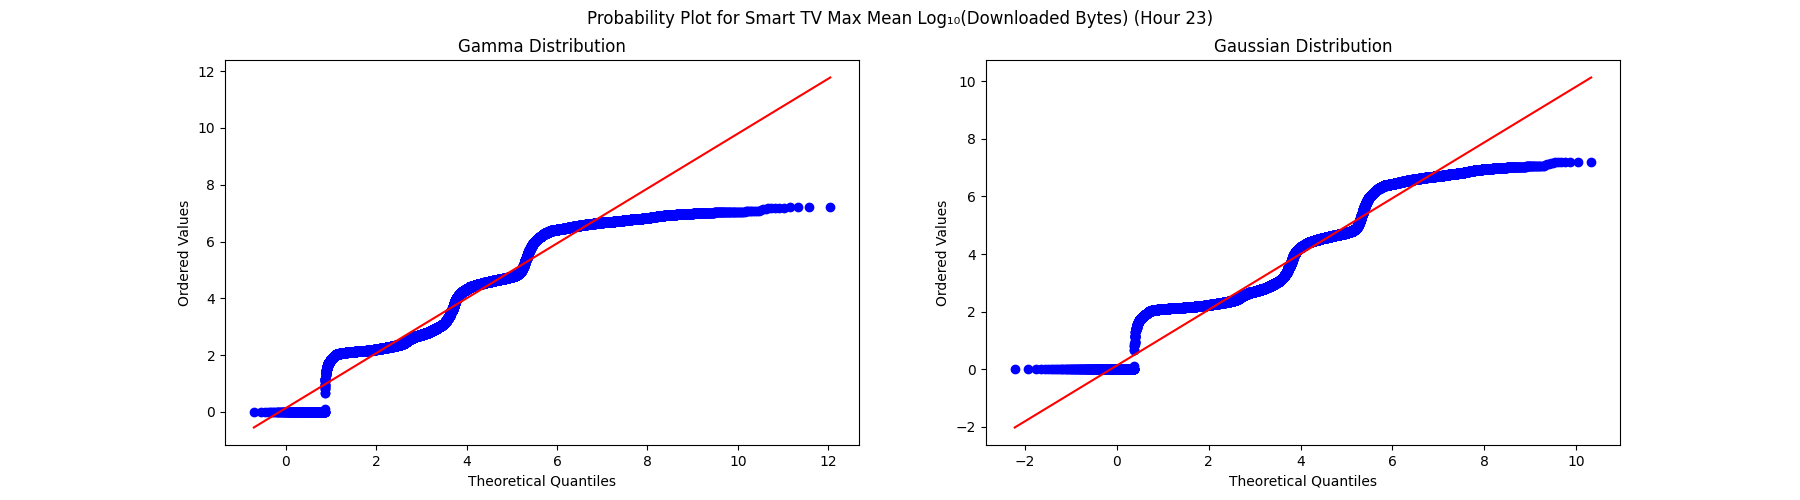 Probability Plot for Smart TV Max Mean Log₁₀(Downloaded Bytes) (Hour 23)
Gamma Distribution
12
10
8
6
4
2
0
Ordered Values
0 2 4 6 8 10 12
Theoretical Quantiles
Gaussian Distribution
10
8
6
4
2
0
−2
Ordered Values
−2 0 2 4 6 8 10
Theoretical Quantiles